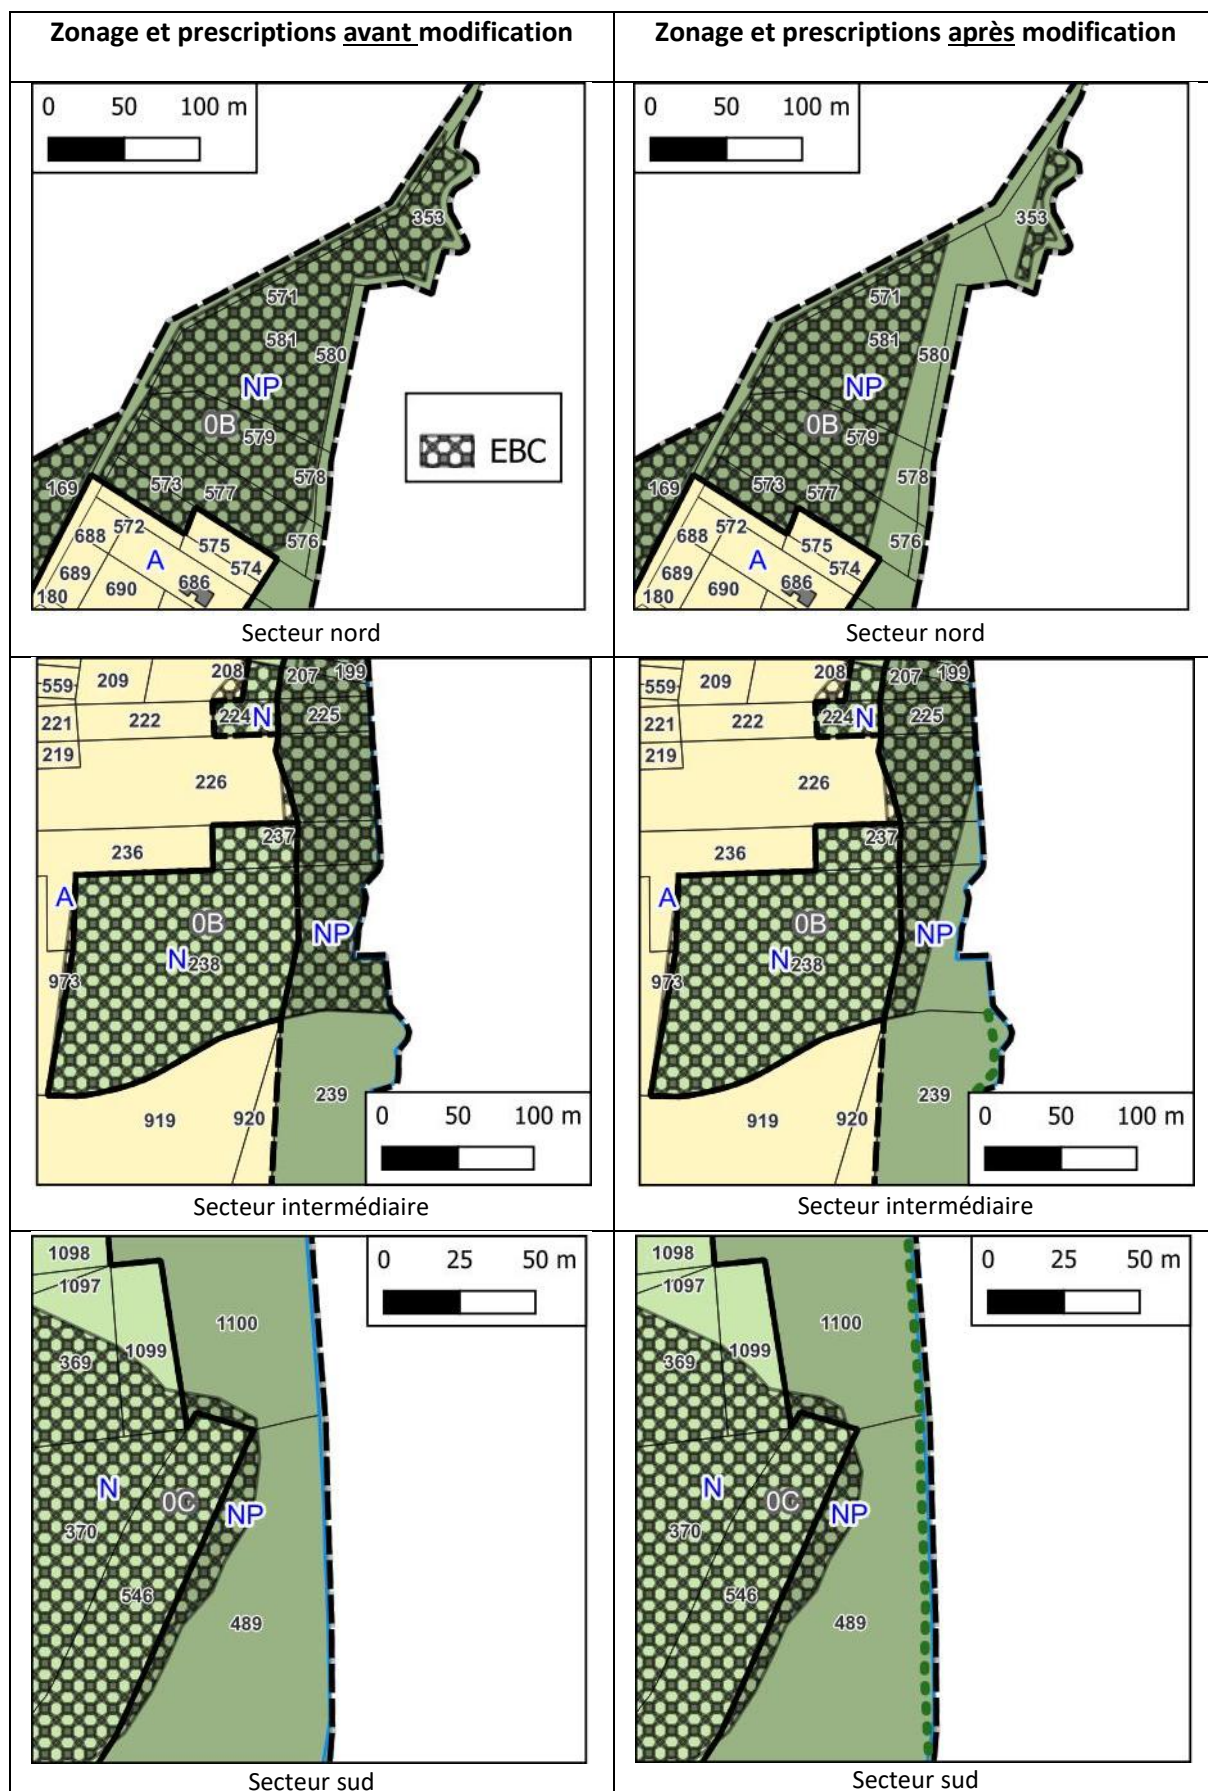 Zonage et prescriptions avant modification
Zonage et prescriptions après modification
0 50 100 m
353
571
581
580
NP
0B
579
EBC
169
573
577
578
576
688
572
575
574
A
689
690
686
180
Secteur nord
0 50 100 m
353
571
581
580
NP
0B
579
169
573
577
578
576
688
572
575
574
A
689
690
686
180
Secteur nord
559
209
208
207
199
221
222
224
N
225
219
226
236
237
A
0B
NP
N
238
973
239
919
920
0 50 100 m
Secteur intermédiaire
559
209
208
207
199
221
222
224
N
225
219
226
236
237
A
0B
NP
N
238
973
239
919
920
0 50 100 m
Secteur intermédiaire
1098
0 25 50 m
1097
1100
369
1099
N
0C
NP
370
546
489
Secteur sud
1098
0 25 50 m
1097
1100
369
1099
N
0C
NP
370
546
489
Secteur sud